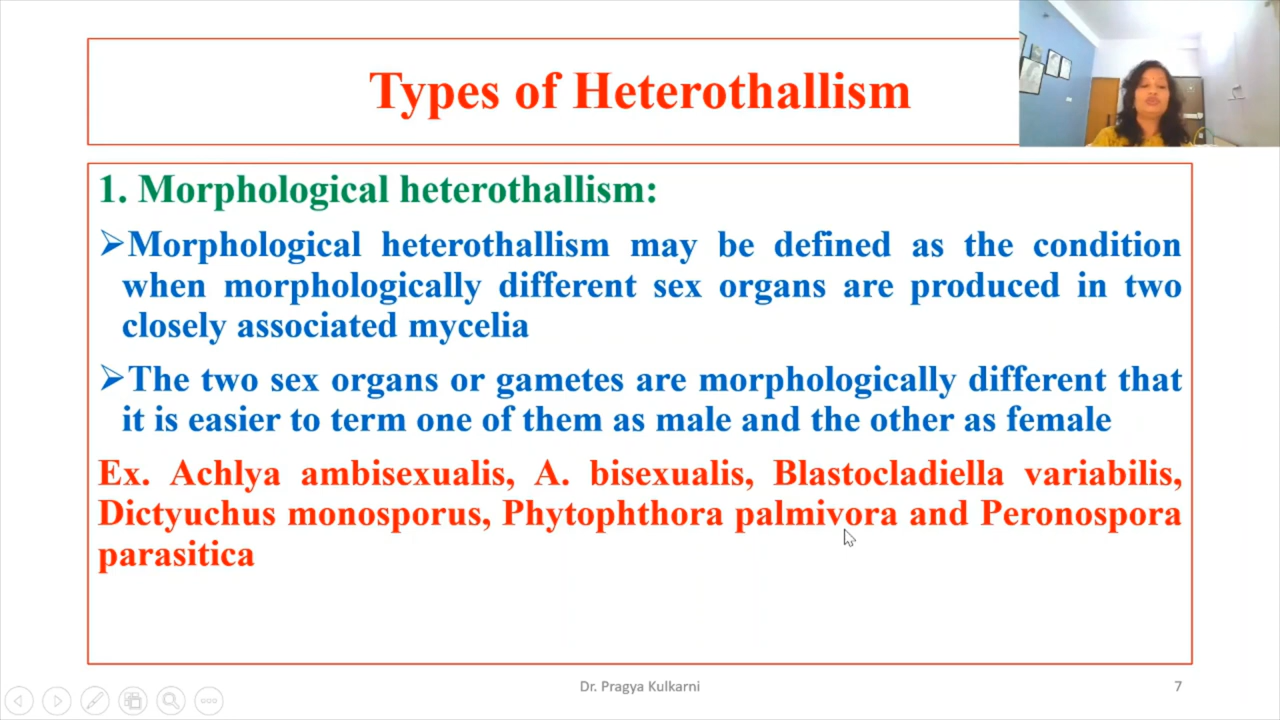 Types of Heterothallism
1. Morphological heterothallism:
➢Morphological heterothallism may be defined as the condition
when morphologically different sex organs are produced in two
closely associated mycelia
➢The two sex organs or gametes are morphologically different that
it is easier to term one of them as male and the other as female
Ex. Achlya ambisexualis, A. bisexualis, Blastocladiella variabilis,
Dictyuchus monosporus, Phytophthora palmivora and Peronospora
parasitica
Dr. Pragya Kulkarni
7